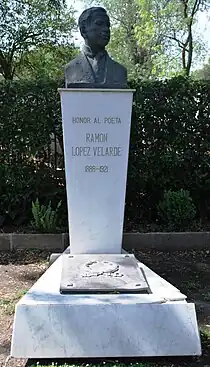 HONOR AL POETA
RAMON
LOPEZ VELARDE
1888-1921